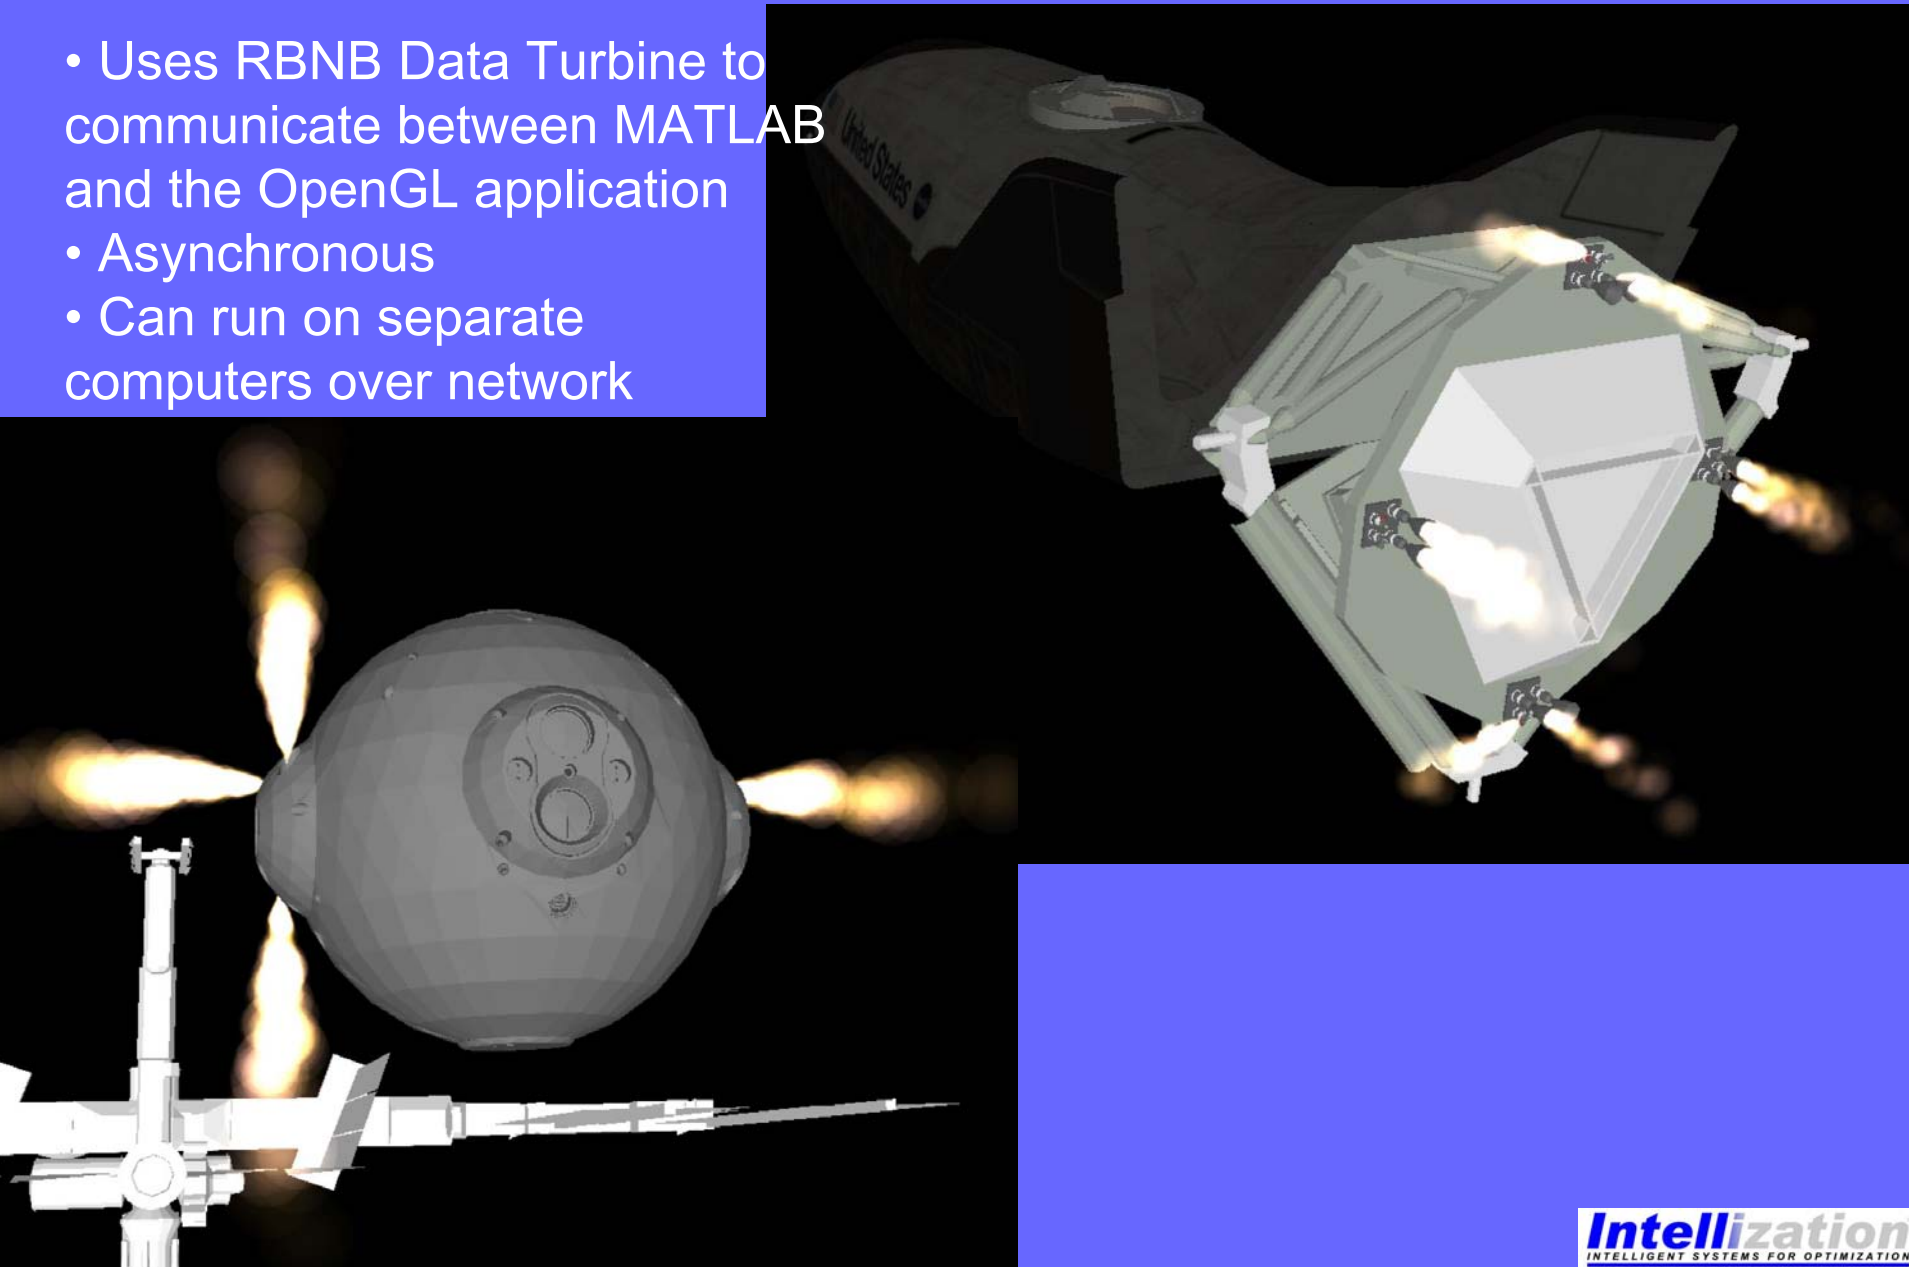 • Uses RBNB Data Turbine to
communicate between MATLAB
and the OpenGL application
• Asynchronous
• Can run on separate
computers over network
United States
Intellization
INTELLIGENT SYSTEMS FOR OPTIMIZATION